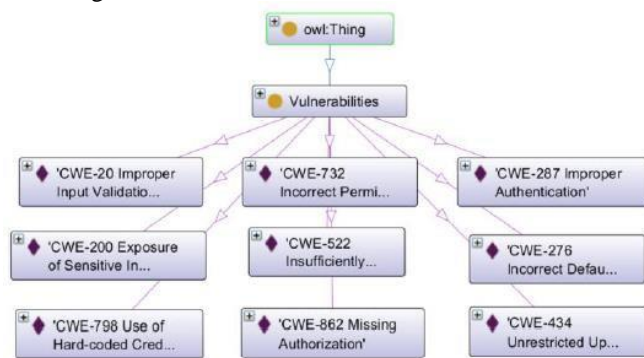 owl:Thing
Vulnerabilities
'CWE-20 Improper
Input Validatio...
'CWE-732
Incorrect Permi...
'CWE-287 Improper
Authentication'
'CWE-200 Exposure
of Sensitive In...
'CWE-522
Insufficiently...
'CWE-276
Incorrect Defau...
'CWE-798 Use of
Hard-coded Cred...
'CWE-862 Missing
Authorization'
'CWE-434
Unrestricted Up...